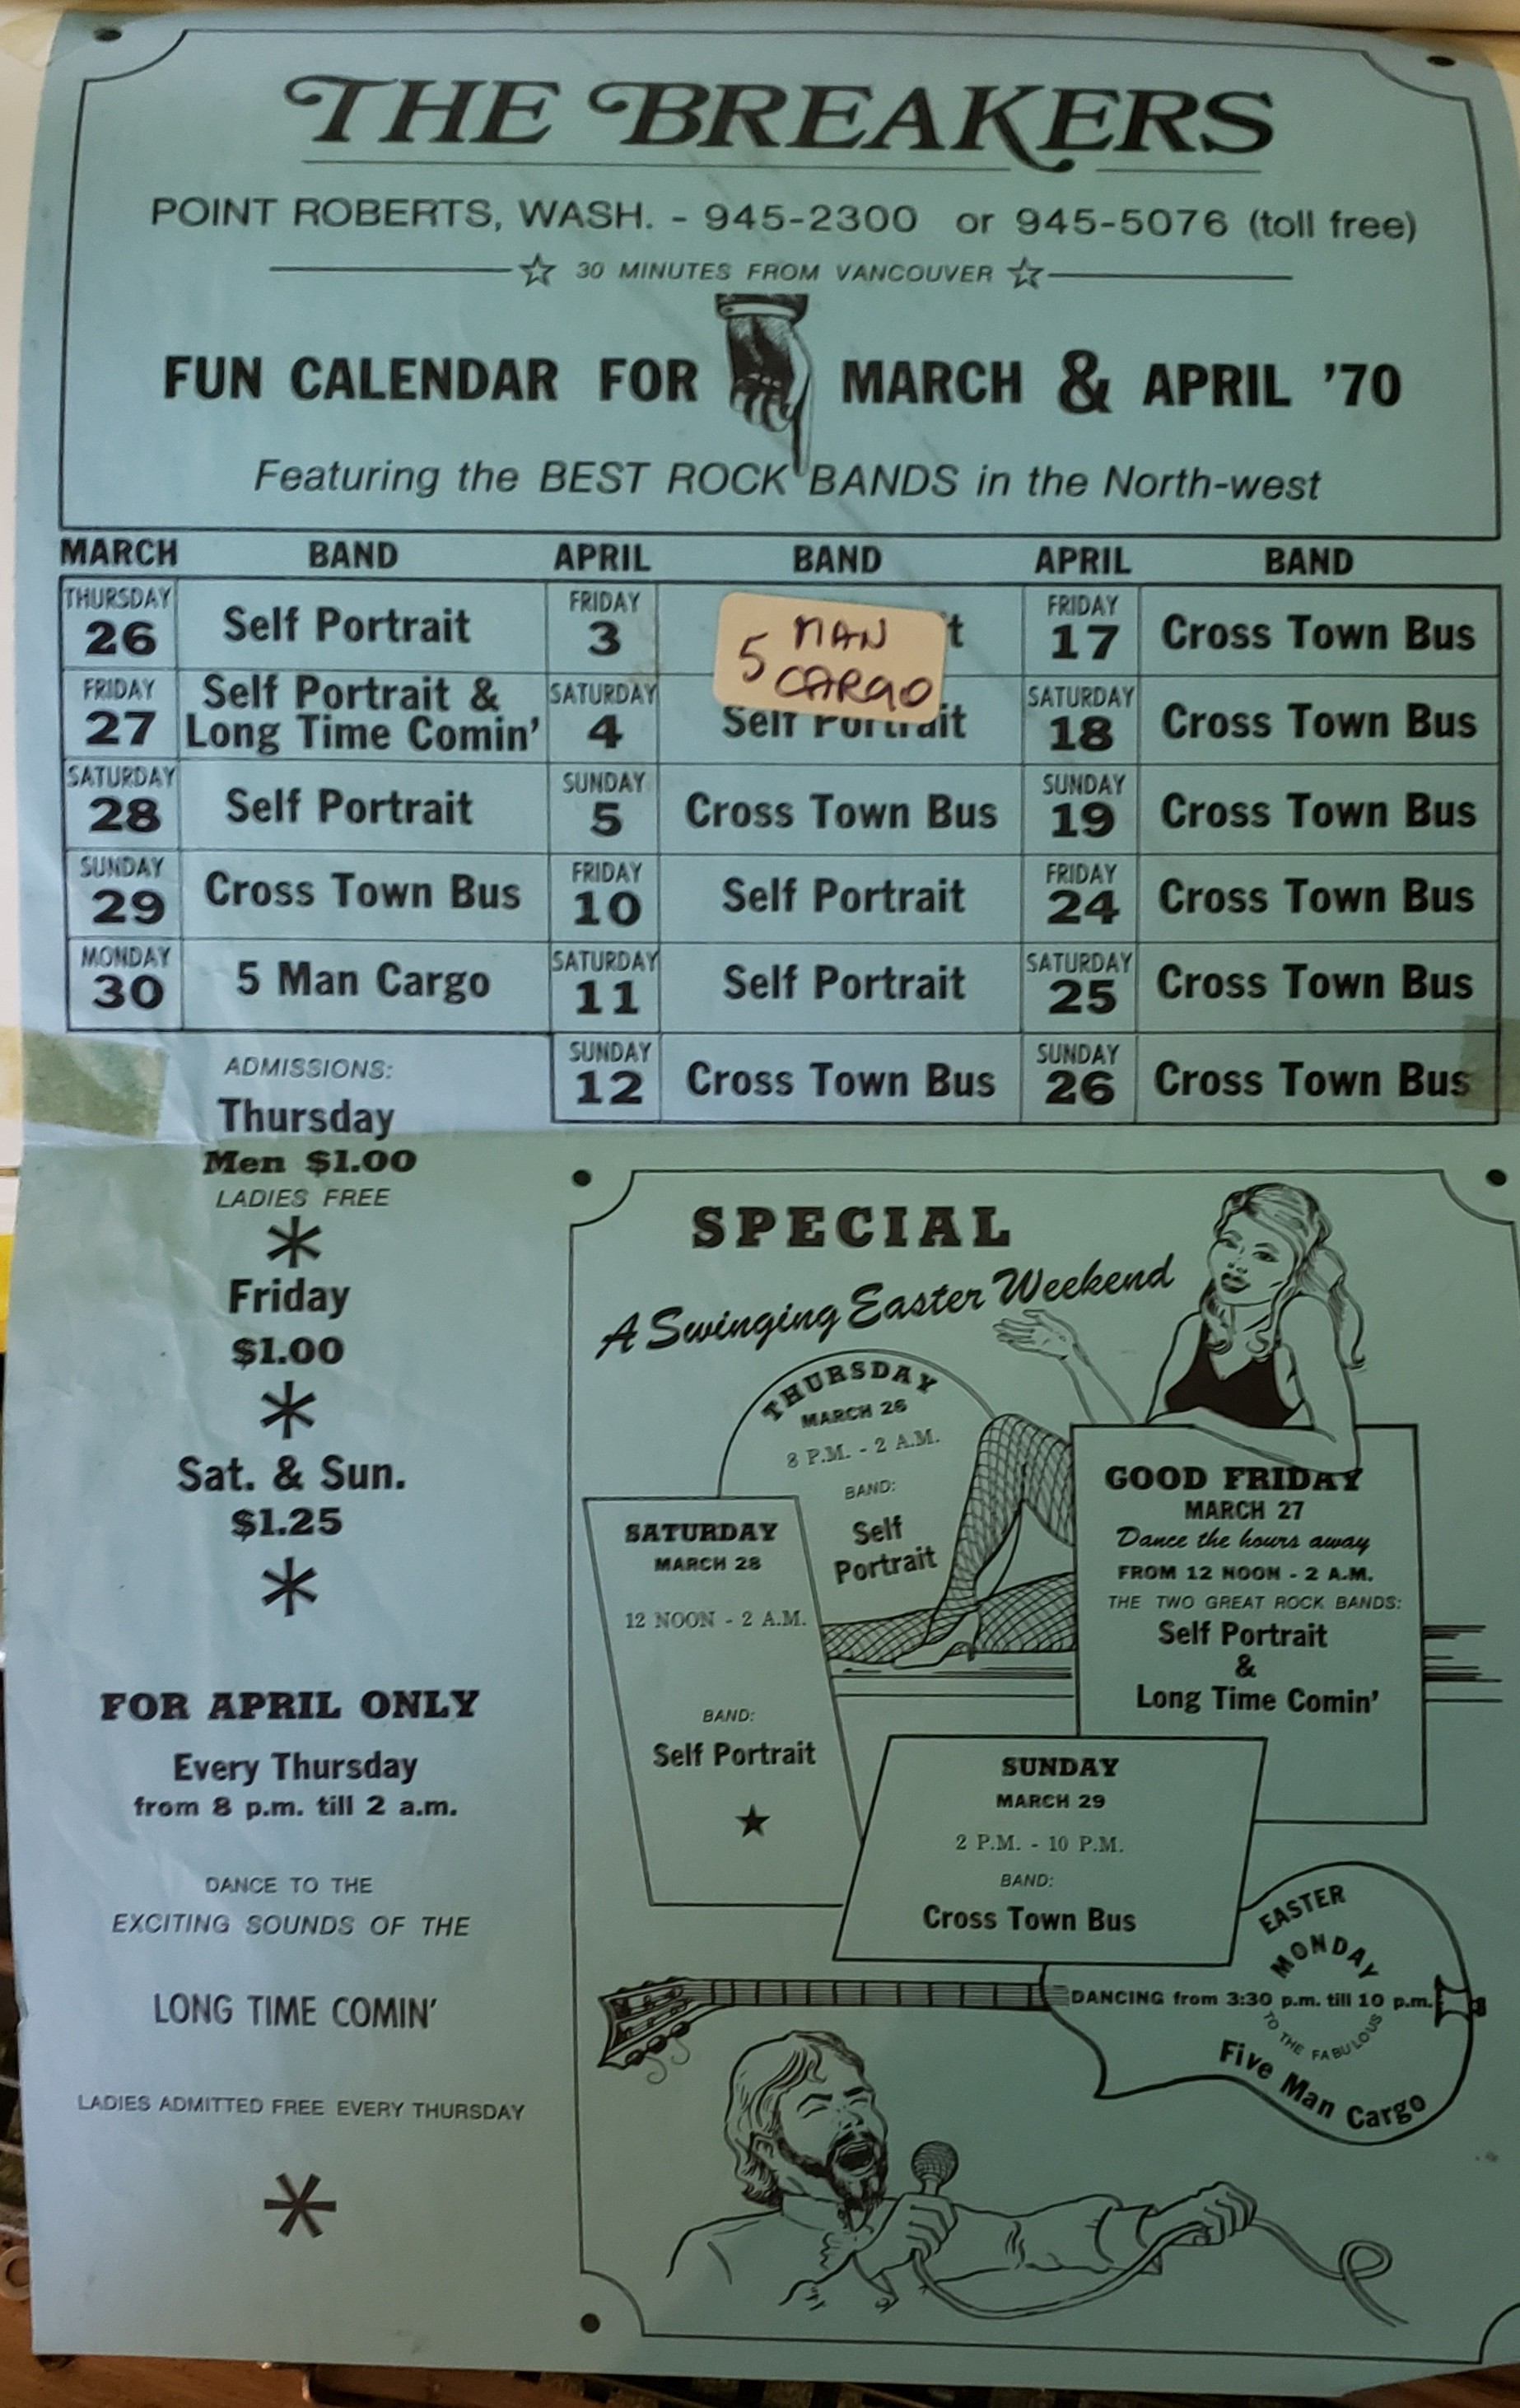 THE BREAKERS
POINT ROBERTS, WASH. - 945-2300 or 945-5076 (toll free)
☆ 30 MINUTES FROM VANCOUVER ☆
FUN CALENDAR FOR MARCH & APRIL '70
Featuring the BEST ROCK BANDS in the North-west
MARCH BAND APRIL BAND APRIL BAND
THURSDAY 26 Self Portrait
FRIDAY 27 Self Portrait &
Long Time Comin'
SATURDAY 28 Self Portrait
SUNDAY 29 Cross Town Bus
MONDAY 30 5 Man Cargo
FRIDAY 3 t
5 MAN
CARGO
SATURDAY 4 Self Portrait
SUNDAY 5 Cross Town Bus
FRIDAY 10 Self Portrait
SATURDAY 11 Self Portrait
SUNDAY 12 Cross Town Bus
FRIDAY 17 Cross Town Bus
SATURDAY 18 Cross Town Bus
SUNDAY 19 Cross Town Bus
FRIDAY 24 Cross Town Bus
SATURDAY 25 Cross Town Bus
SUNDAY 26 Cross Town Bus
ADMISSIONS:
Thursday
Men $1.00
LADIES FREE
*
Friday
$1.00
*
Sat. & Sun.
$1.25
*
FOR APRIL ONLY
Every Thursday
from 8 p.m. till 2 a.m.
DANCE TO THE
EXCITING SOUNDS OF THE
LONG TIME COMIN'
LADIES ADMITTED FREE EVERY THURSDAY
*
SPECIAL
A Swinging Easter Weekend
THURSDAY
MARCH 26
8 P.M. - 2 A.M.
BAND:
Self
Portrait
GOOD FRIDAY
MARCH 27
Dance the hours away
FROM 12 NOON - 2 A.M.
THE TWO GREAT ROCK BANDS:
Self Portrait
&
Long Time Comin'
SATURDAY
MARCH 28
12 NOON - 2 A.M.
BAND:
Self Portrait
★
SUNDAY
MARCH 29
2 P.M. - 10 P.M.
BAND:
Cross Town Bus
EASTER
MONDAY
DANCING from 3:30 p.m. till 10 p.m.
TO THE FABULOUS
Five Man Cargo